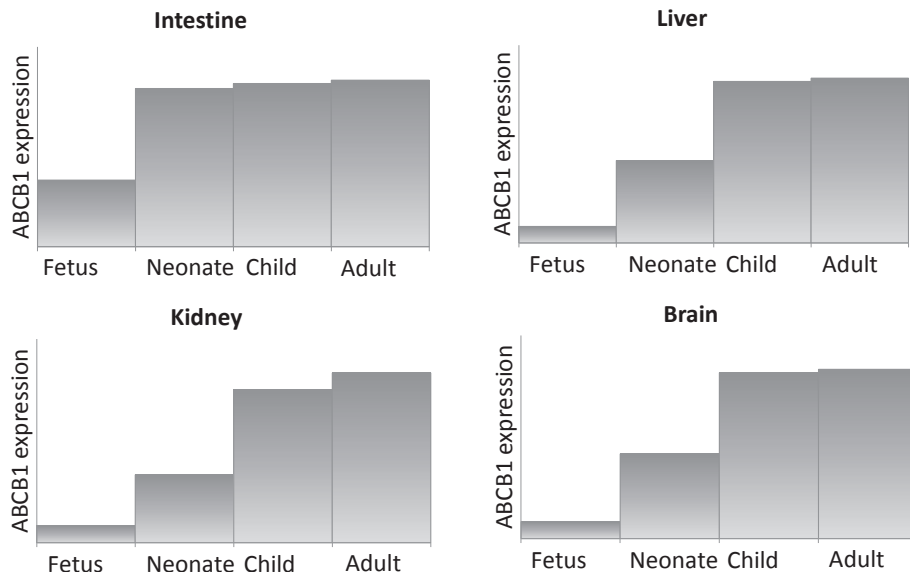 Intestine
ABCB1 expression
Fetus Neonate Child Adult
Liver
ABCB1 expression
Fetus Neonate Child Adult
Kidney
ABCB1 expression
Fetus Neonate Child Adult
Brain
ABCB1 expression
Fetus Neonate Child Adult